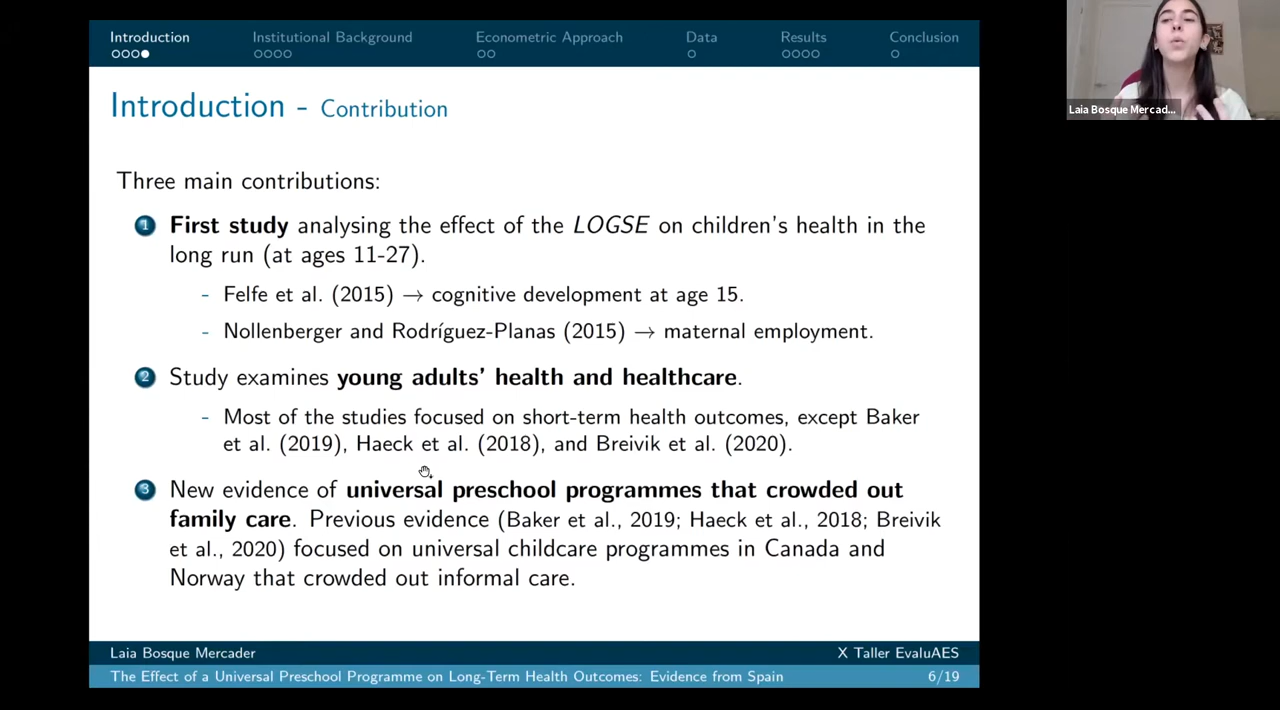 Introduction
Institutional Background
Econometric Approach
Data
Results
Conclusion
Laia Bosque Mercad...
Introduction - Contribution
Three main contributions:
1 First study analysing the effect of the LOGSE on children's health in the
long run (at ages 11-27).
- Felfe et al. (2015) → cognitive development at age 15.
- Nollenberger and Rodríguez-Planas (2015) → maternal employment.
2 Study examines young adults' health and healthcare.
- Most of the studies focused on short-term health outcomes, except Baker
et al. (2019), Haeck et al. (2018), and Breivik et al. (2020).
3 New evidence of universal preschool programmes that crowded out
family care. Previous evidence (Baker et al., 2019; Haeck et al., 2018; Breivik
et al., 2020) focused on universal childcare programmes in Canada and
Norway that crowded out informal care.
Laia Bosque Mercader
X Taller EvaluAES
The Effect of a Universal Preschool Programme on Long-Term Health Outcomes: Evidence from Spain
6/19